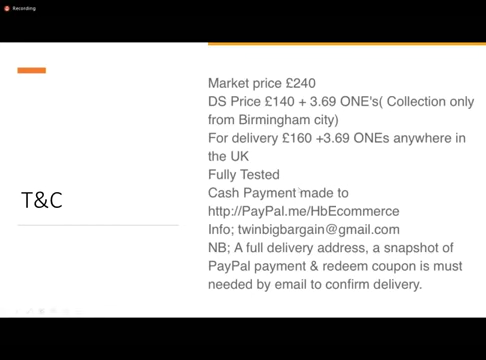 Recording
Market price £240
DS Price £140 + 3.69 ONE's( Collection only
from Birmingham city)
For delivery £160 +3.69 ONEs anywhere in
the UK
Fully Tested
Cash Payment made to
http://PayPal.me/HbEcommerce
Info; twinbigbargain@gmail.com
NB; A full delivery address, a snapshot of
PayPal payment & redeem coupon is must
needed by email to confirm delivery.
T&C